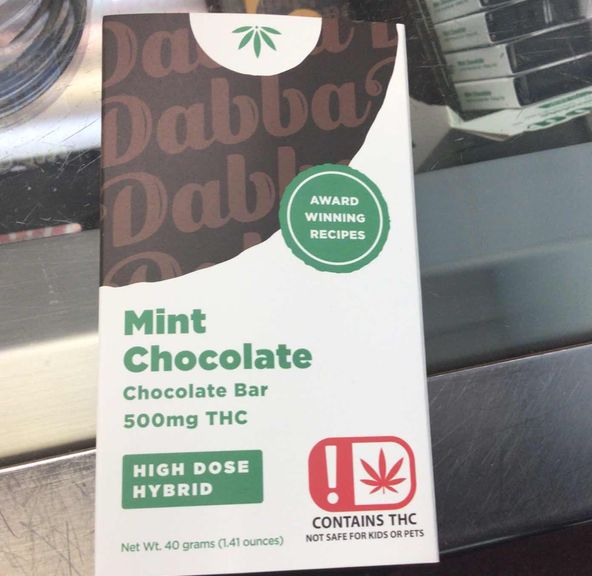 Dabba
Dabba
Dabba
AWARD
WINNING
RECIPES
Mint
Chocolate
Chocolate Bar
500mg THC
HIGH DOSE
HYBRID
!
CONTAINS THC
NOT SAFE FOR KIDS OR PETS
Net Wt. 40 grams (1.41 ounces)